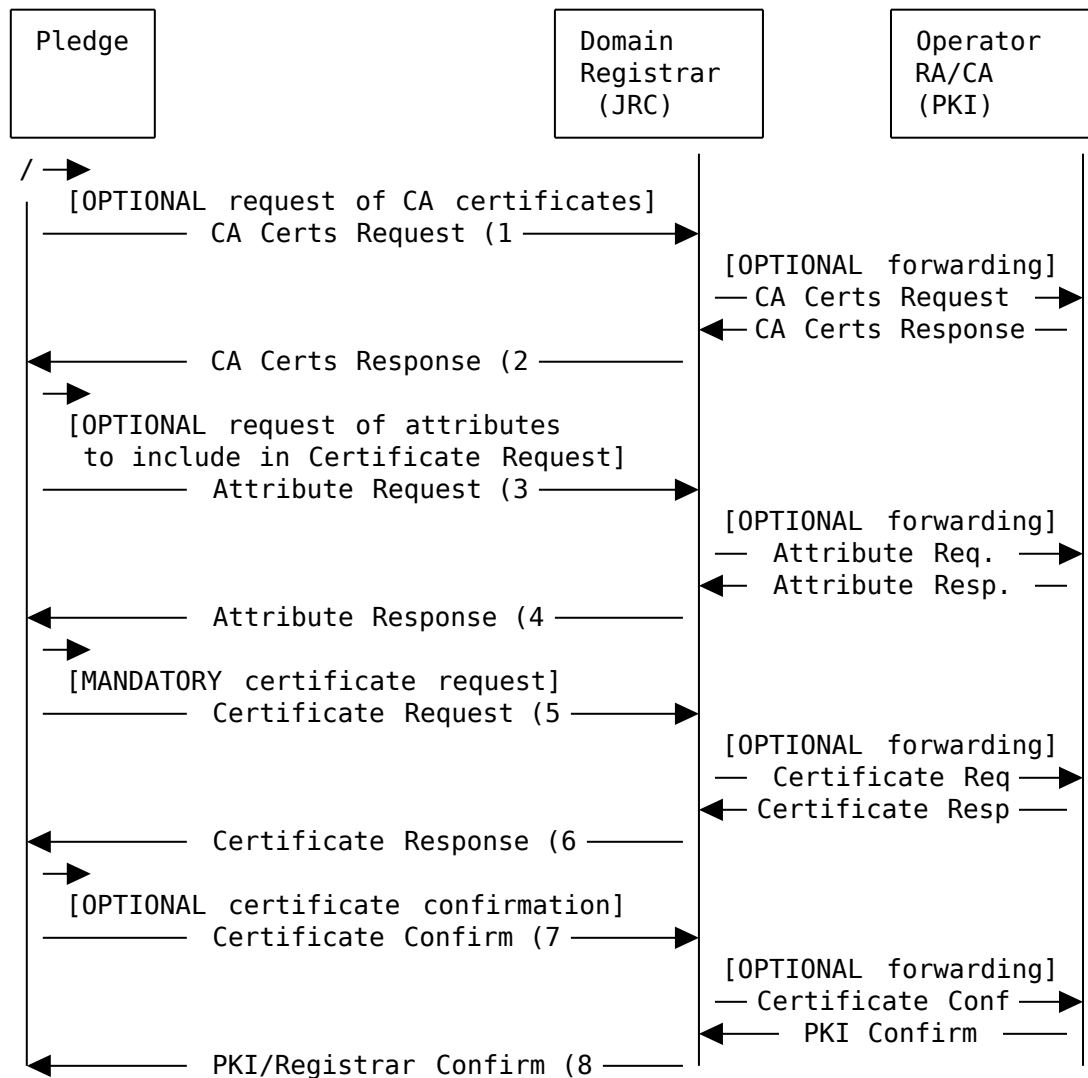 Pledge
Domain
Registrar
(JRC)
Operator
RA/CA
(PKI)
/
[OPTIONAL request of CA certificates]
CA Certs Request (1
[OPTIONAL forwarding]
CA Certs Request
CA Certs Response
CA Certs Response (2
[OPTIONAL request of attributes
to include in Certificate Request]
Attribute Request (3
[OPTIONAL forwarding]
Attribute Req.
Attribute Resp.
Attribute Response (4
[MANDATORY certificate request]
Certificate Request (5
[OPTIONAL forwarding]
Certificate Req
Certificate Resp
Certificate Response (6
[OPTIONAL certificate confirmation]
Certificate Confirm (7
[OPTIONAL forwarding]
Certificate Conf
PKI Confirm
PKI/Registrar Confirm (8